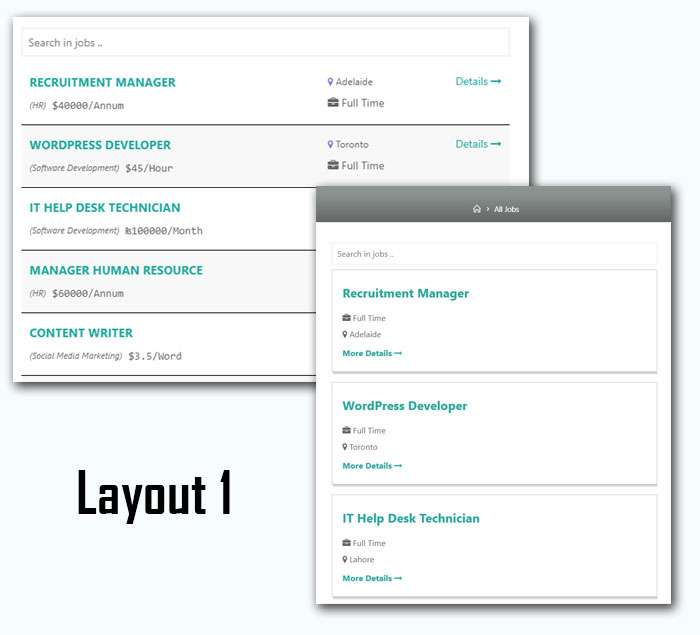 Search in jobs ..
RECRUITMENT MANAGER
Adelaide
Details
(HR) $40000/Annum
Full Time
WORDPRESS DEVELOPER
Toronto
Details
(Software Development) $45/Hour
Full Time
IT HELP DESK TECHNICIAN
(Software Development) ₨100000/Month
MANAGER HUMAN RESOURCE
(HR) $60000/Annum
CONTENT WRITER
(Social Media Marketing) $3.5/Word
All Jobs
Search in jobs ..
Recruitment Manager
Full Time
Adelaide
More Details
WordPress Developer
Full Time
Toronto
More Details
IT Help Desk Technician
Full Time
Lahore
More Details
Layout 1